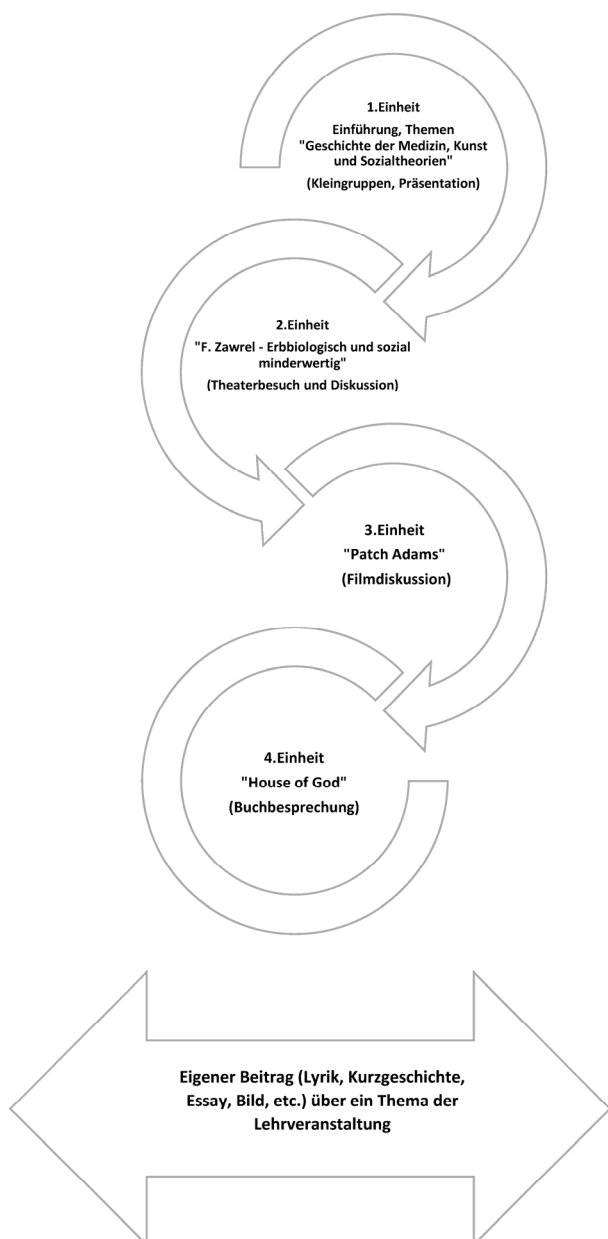 1.Einheit
Einführung, Themen
"Geschichte der Medizin, Kunst
und Sozialtheorien"
(Kleingruppen, Präsentation)
2.Einheit
"F. Zawrel - Erbbiologisch und sozial
minderwertig"
(Theaterbesuch und Diskussion)
3.Einheit
"Patch Adams"
(Filmdiskussion)
4.Einheit
"House of God"
(Buchbesprechung)
Eigener Beitrag (Lyrik, Kurzgeschichte,
Essay, Bild, etc.) über ein Thema der
Lehrveranstaltung